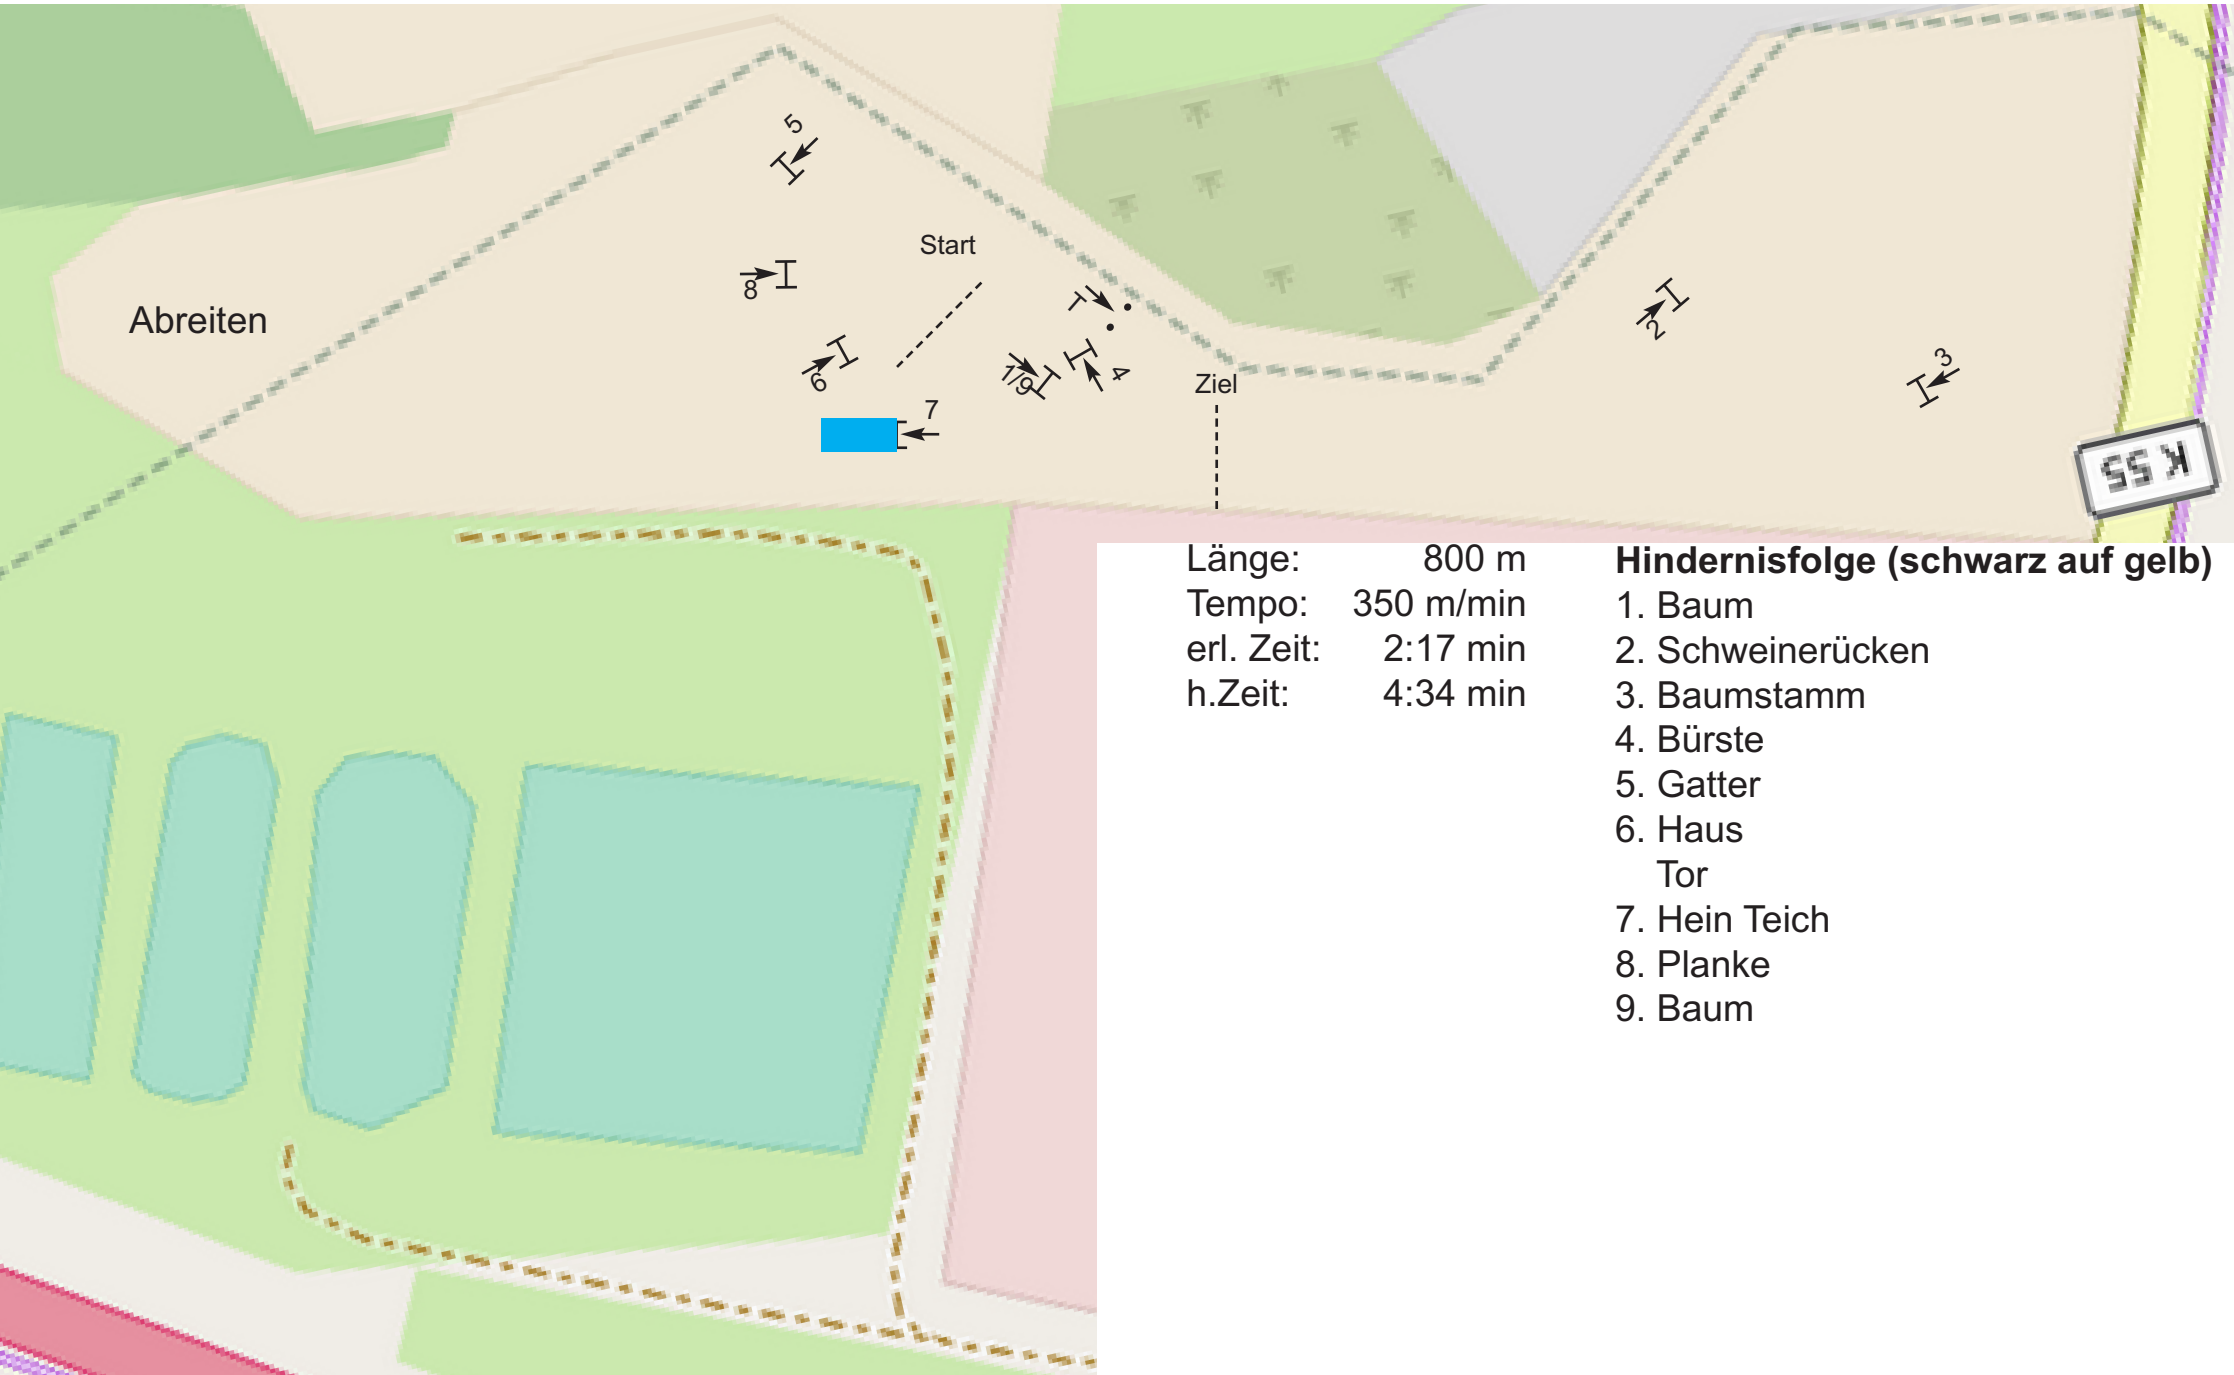 5
Start
8
Abreiten
T
2
6
1/9
4
3
Ziel
7
K 55
Länge: 800 m
Tempo: 350 m/min
erl. Zeit: 2:17 min
h.Zeit: 4:34 min
Hindernisfolge (schwarz auf gelb)
1. Baum
2. Schweinerücken
3. Baumstamm
4. Bürste
5. Gatter
6. Haus
Tor
7. Hein Teich
8. Planke
9. Baum